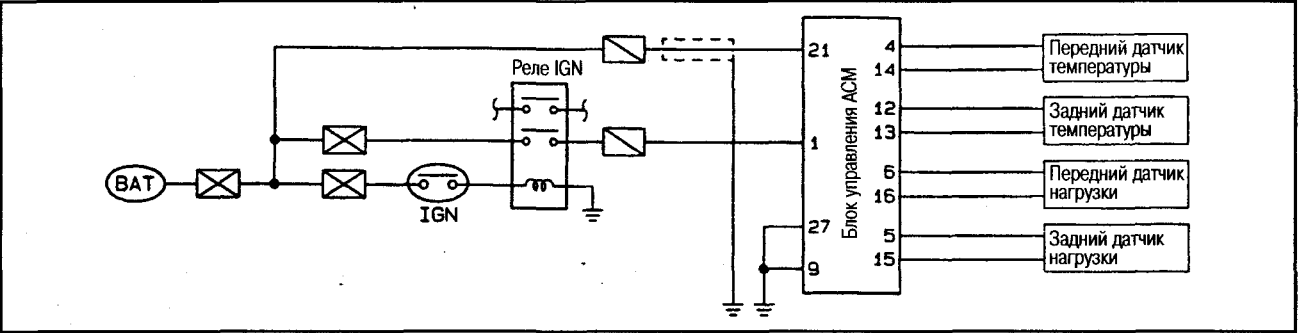 BAT
IGN
Реле IGN
21
1
27
9
Блок управления АСМ
4
14
12
13
6
16
5
15
Передний датчик
температуры
Задний датчик
температуры
Передний датчик
нагрузки
Задний датчик
нагрузки